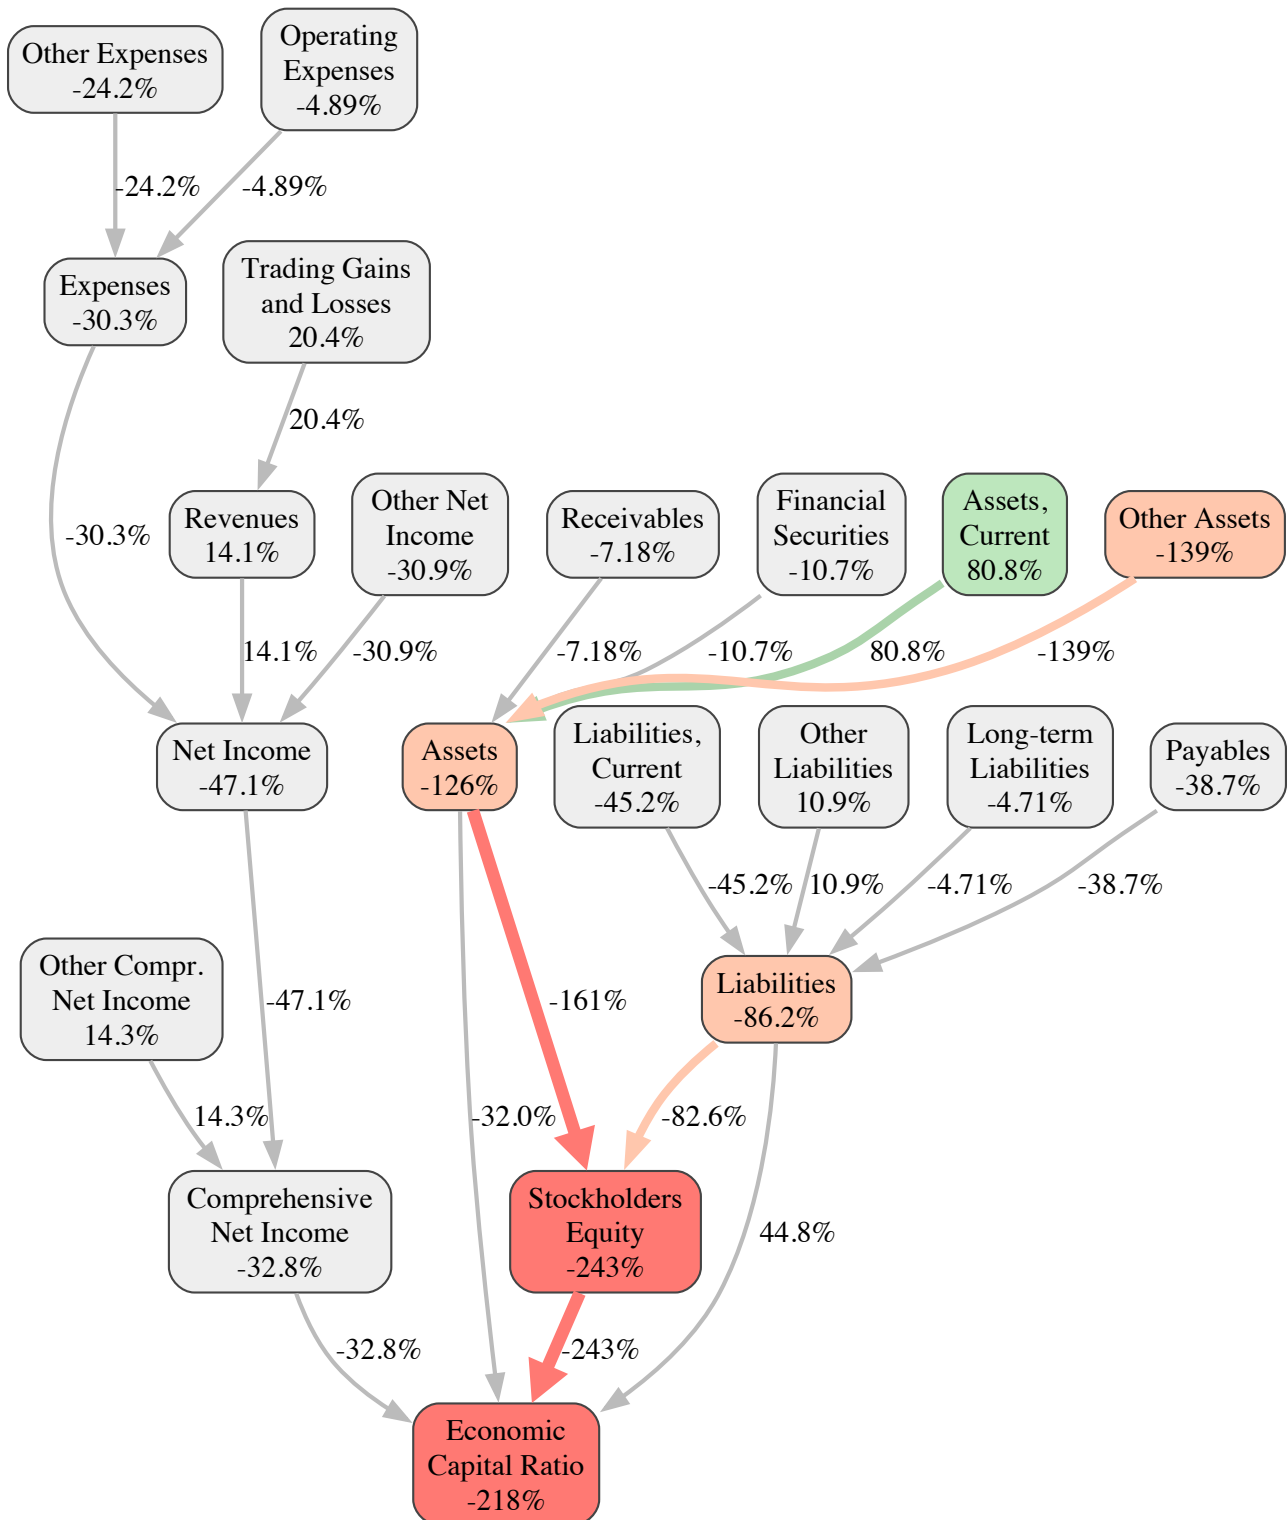 Other Expenses
-24.2%
Operating
Expenses
-4.89%
-24.2%
-4.89%
Expenses
-30.3%
Trading Gains
and Losses
20.4%
20.4%
-30.3%
Revenues
14.1%
Other Net
Income
-30.9%
Receivables
-7.18%
Financial
Securities
-10.7%
Assets,
Current
80.8%
Other Assets
-139%
14.1%
-30.9%
-7.18%
-10.7%
80.8%
-139%
Net Income
-47.1%
Assets
-126%
Liabilities,
Current
-45.2%
Other
Liabilities
10.9%
Long-term
Liabilities
-4.71%
Payables
-38.7%
-45.2%
10.9%
-4.71%
-38.7%
Other Compr.
Net Income
14.3%
-47.1%
-161%
Liabilities
-86.2%
14.3%
-32.0%
-82.6%
Comprehensive
Net Income
-32.8%
Stockholders
Equity
-243%
44.8%
-32.8%
-243%
Economic
Capital Ratio
-218%